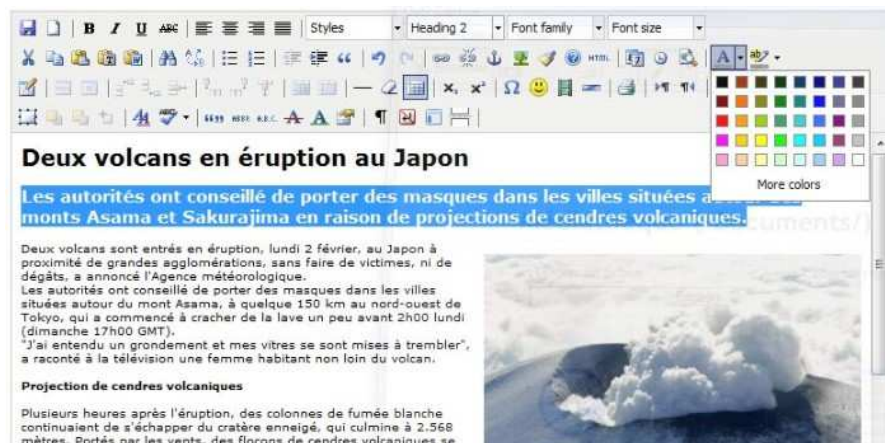 B I U ABC Styles Heading 2 Font family Font size
HTML
More colors
Deux volcans en éruption au Japon
Les autorités ont conseillé de porter des masques dans les villes situées
monts Asama et Sakurajima en raison de projections de cendres volcaniques.
Deux volcans sont entrés en éruption, lundi 2 février, au Japon à
proximité de grandes agglomérations, sans faire de victimes, ni de
dégâts, a annoncé l'Agence météorologique.
Les autorités ont conseillé de porter des masques dans les villes
situées autour du mont Asama, à quelque 150 km au nord-ouest de
Tokyo, qui a commencé à cracher de la lave un peu avant 2h00 lundi
(dimanche 17h00 GMT).
"J'ai entendu un grondement et mes vitres se sont mises à trembler",
a raconté à la télévision une femme habitant non loin du volcan.
Projection de cendres volcaniques
Plusieurs heures après l'éruption, des colonnes de fumée blanche
continuaient de s'échapper du cratère enneigé, qui culmine à 2.568
mètres. Portés par les vents, des flocons de cendres volcaniques se